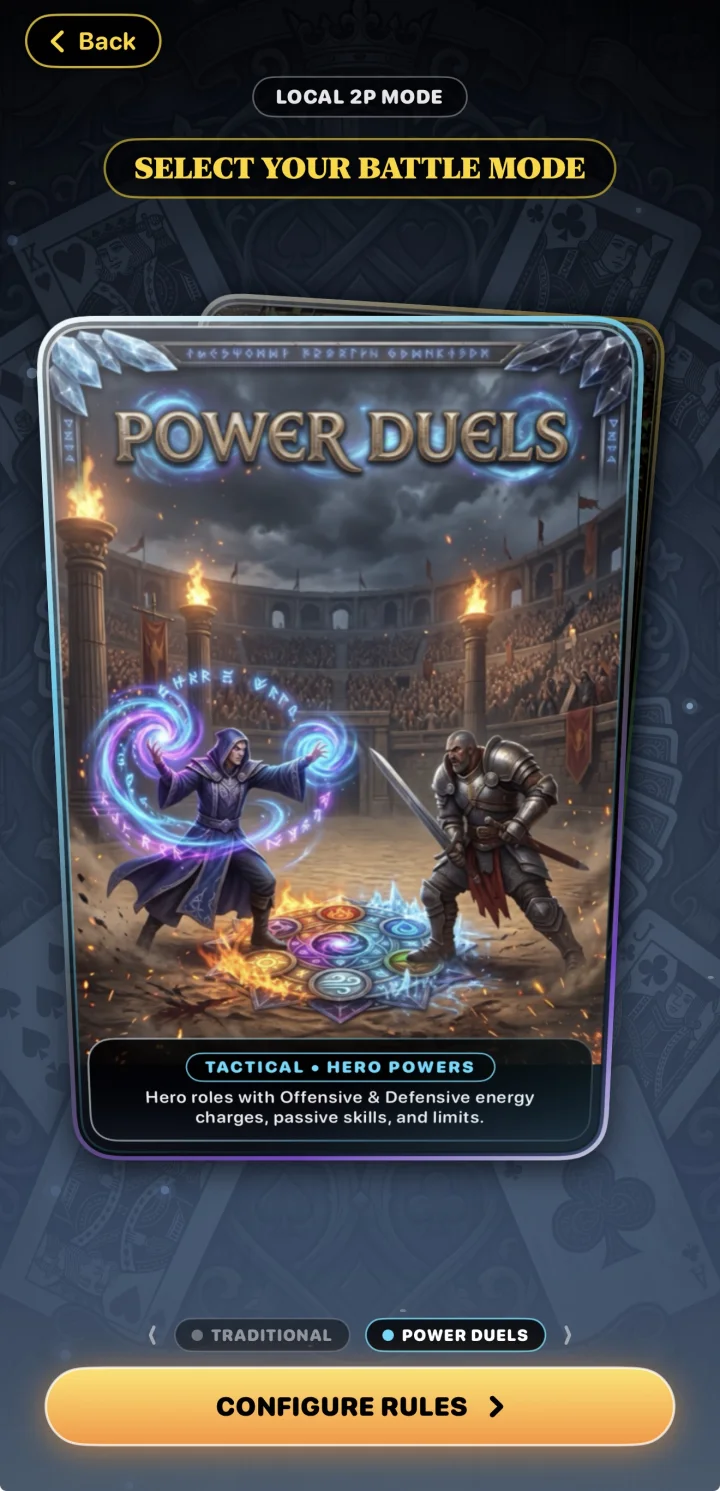 Back
LOCAL 2P MODE
SELECT YOUR BATTLE MODE
POWER DUELS
TACTICAL • HERO POWERS
Hero roles with Offensive & Defensive energy
charges, passive skills, and limits.
TRADITIONAL
POWER DUELS
CONFIGURE RULES